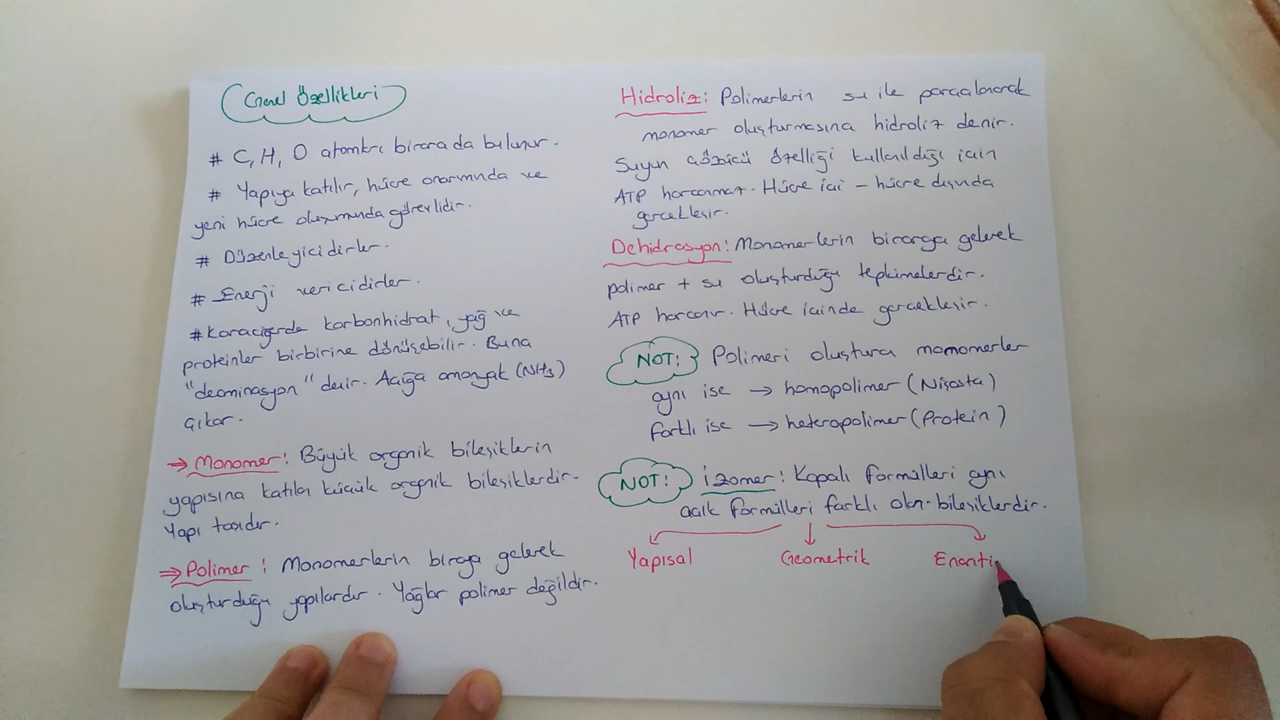 Genel Özellikleri
# C, H, O atomları birarada bulunur.
# Yapıya katılır, hücre onarımında ve
yeni hücre oluşumunda görevlidir.
# Düzenleyicidirler.
# Enerji vericidirler.
# Karaciğerde karbonhidrat, yağ ve
proteinler birbirine dönüşebilir. Buna
"deaminasyon" denir. Açığa amonyak (NH3)
çıkar.
⇒ Monomer: Büyük organik bileşiklerin
yapısına katılan küçük organik bileşiklerdir.
Yapı taşıdır.
⇒ Polimer: Monomerlerin biraya gelerek
oluşturduğu yapılardır. Yağlar polimer değildir.
Hidroliz: Polimerlerin su ile parçalanarak
monomer oluşturmasına hidroliz denir.
Suyun çözücü özelliği kullanıldığı için
ATP harcanmaz. Hücre içi - hücre dışında
gerçekleşir.
Dehidrasyon: Monomerlerin biraraya gelerek
polimer + su oluşturduğu tepkimelerdir.
ATP harcanır. Hücre içinde gerçekleşir.
NOT: Polimeri oluştura momomerler
aynı ise → homopolimer (Nişasta)
farklı ise → heteropolimer (Protein)
NOT: İzomer: Kapalı formülleri aynı
açık formülleri farklı olan bileşiklerdir.
Yapısal Geometrik Enanti